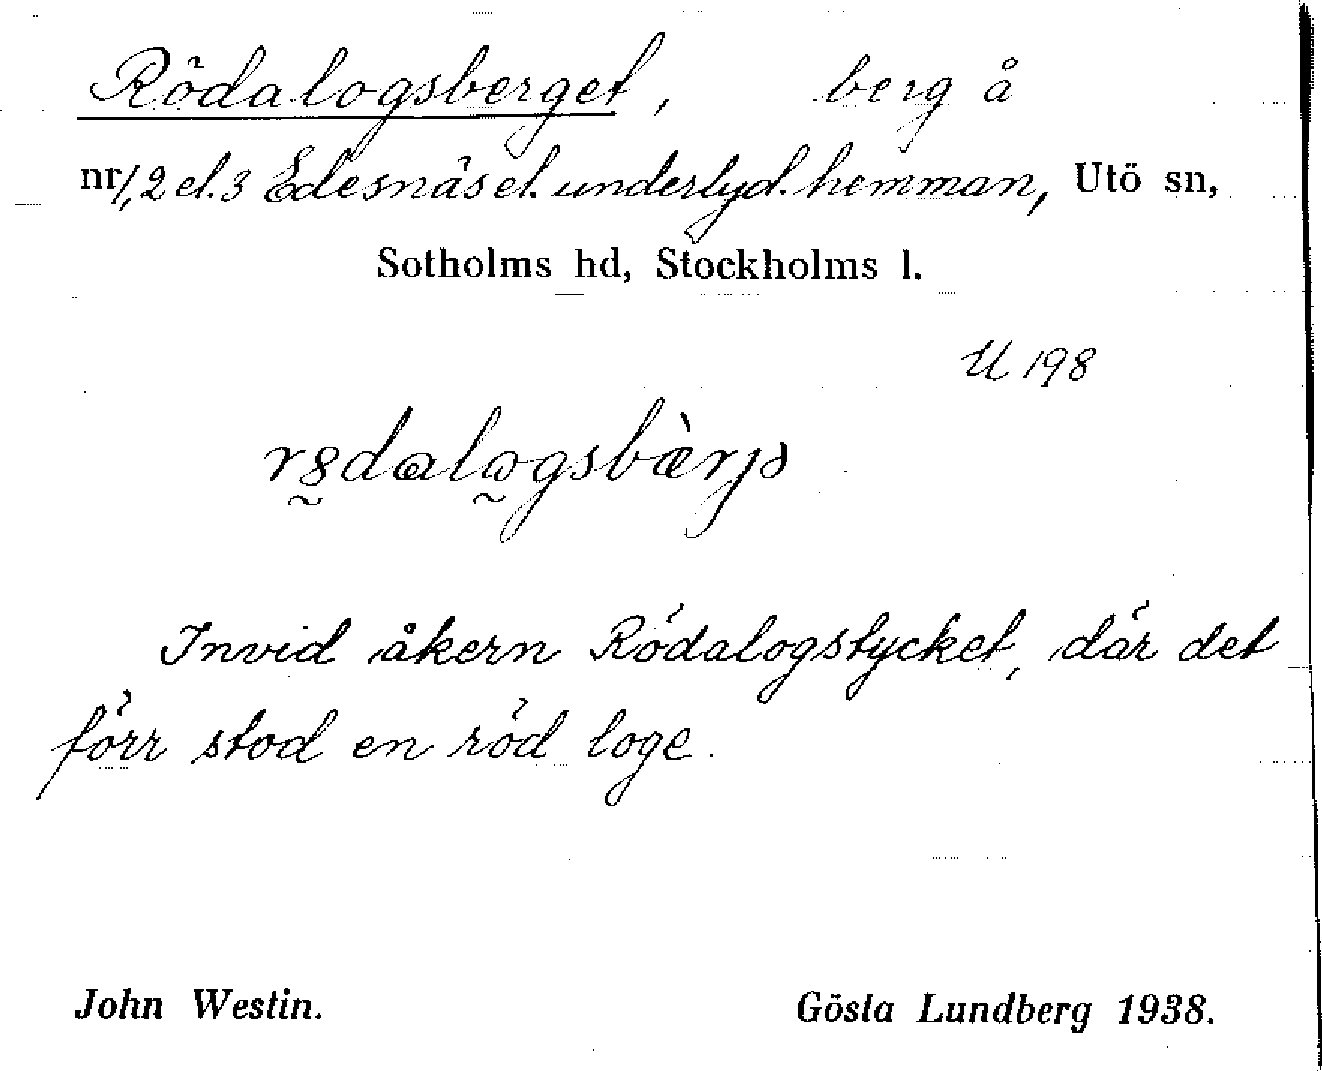 Rödalogsberget, berg å
nr 1, 2 el. 3 Edesnäs el. underlyd. hemman, Utö sn,
Sotholms hd, Stockholms l.
U 198
Invid åkern Rödalogstycket, där det
förr stod en röd loge.
John Westin. Gösta Lundberg 1938.